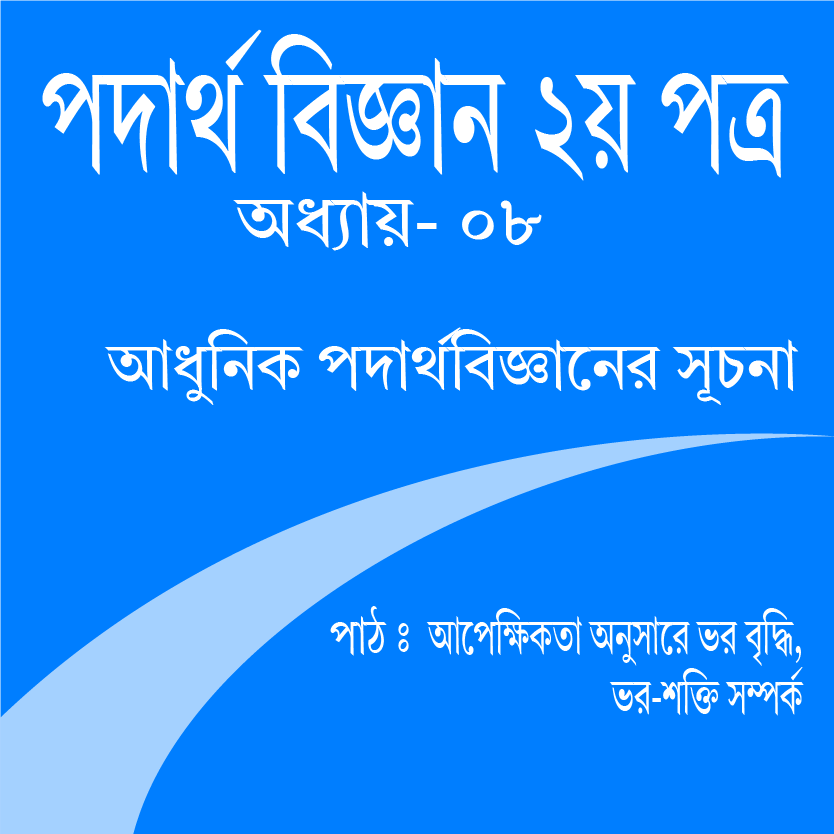 পদার্থ বিজ্ঞান ২য় পত্র
অধ্যায়- ০৮
আধুনিক পদার্থবিজ্ঞানের সূচনা
পাঠ ঃ আপেক্ষিকতা অনুসারে ভর বৃদ্ধি,
ভর-শক্তি সম্পর্ক